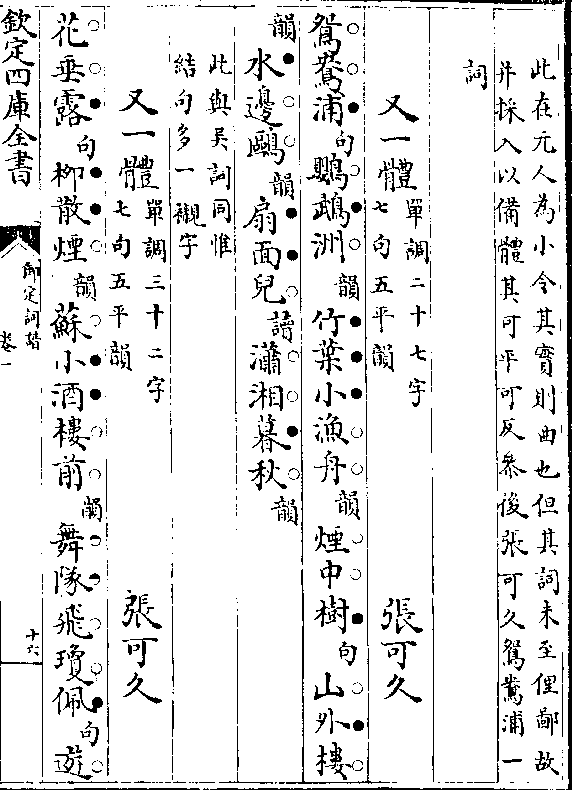 此在元人為小令其實則曲也但其詞未至俚鄙故
并採入以備體其可平可仄叅後張可久鴛鴦浦一
詞
又一體單調二十七字七句五平韻 張可久
鴛鴦浦句鸚鵡洲韻竹葉小漁舟韻煙中樹句山外樓
韻水邊鷗韻扇面兒讀瀟湘暮秋韻
此與吳詞同惟
結句多一襯字
又一體單調三十二字七句五平韻 張可久
花垂露句柳散煙韻蘇小酒樓前韻舞隊飛瓊佩句遊
欽定四庫全書
御定詞譜
卷一
十六